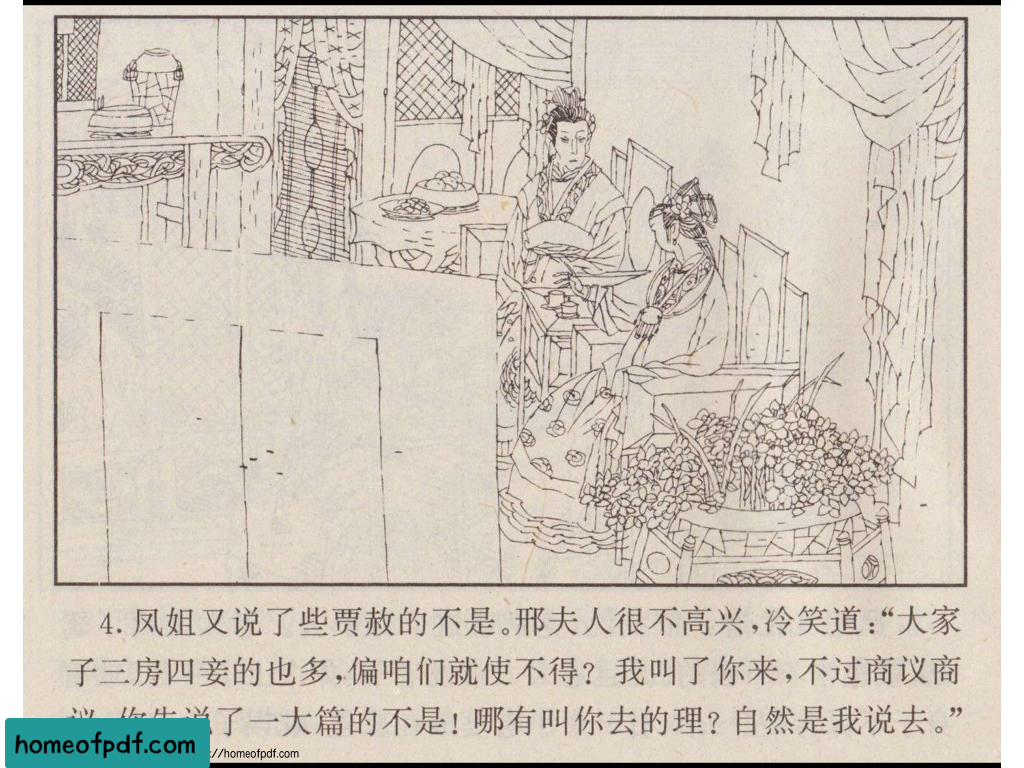 4. 凤姐又说了些贾赦的不是。邢夫人很不高兴，冷笑道：“大家
子三房四妾的也多，偏咱们就使不得？我叫了你来，不过商议商
说了一大篇的不是！哪有叫你去的理？自然是我说去。”
homeofpdf.com
://homeofpdf.com